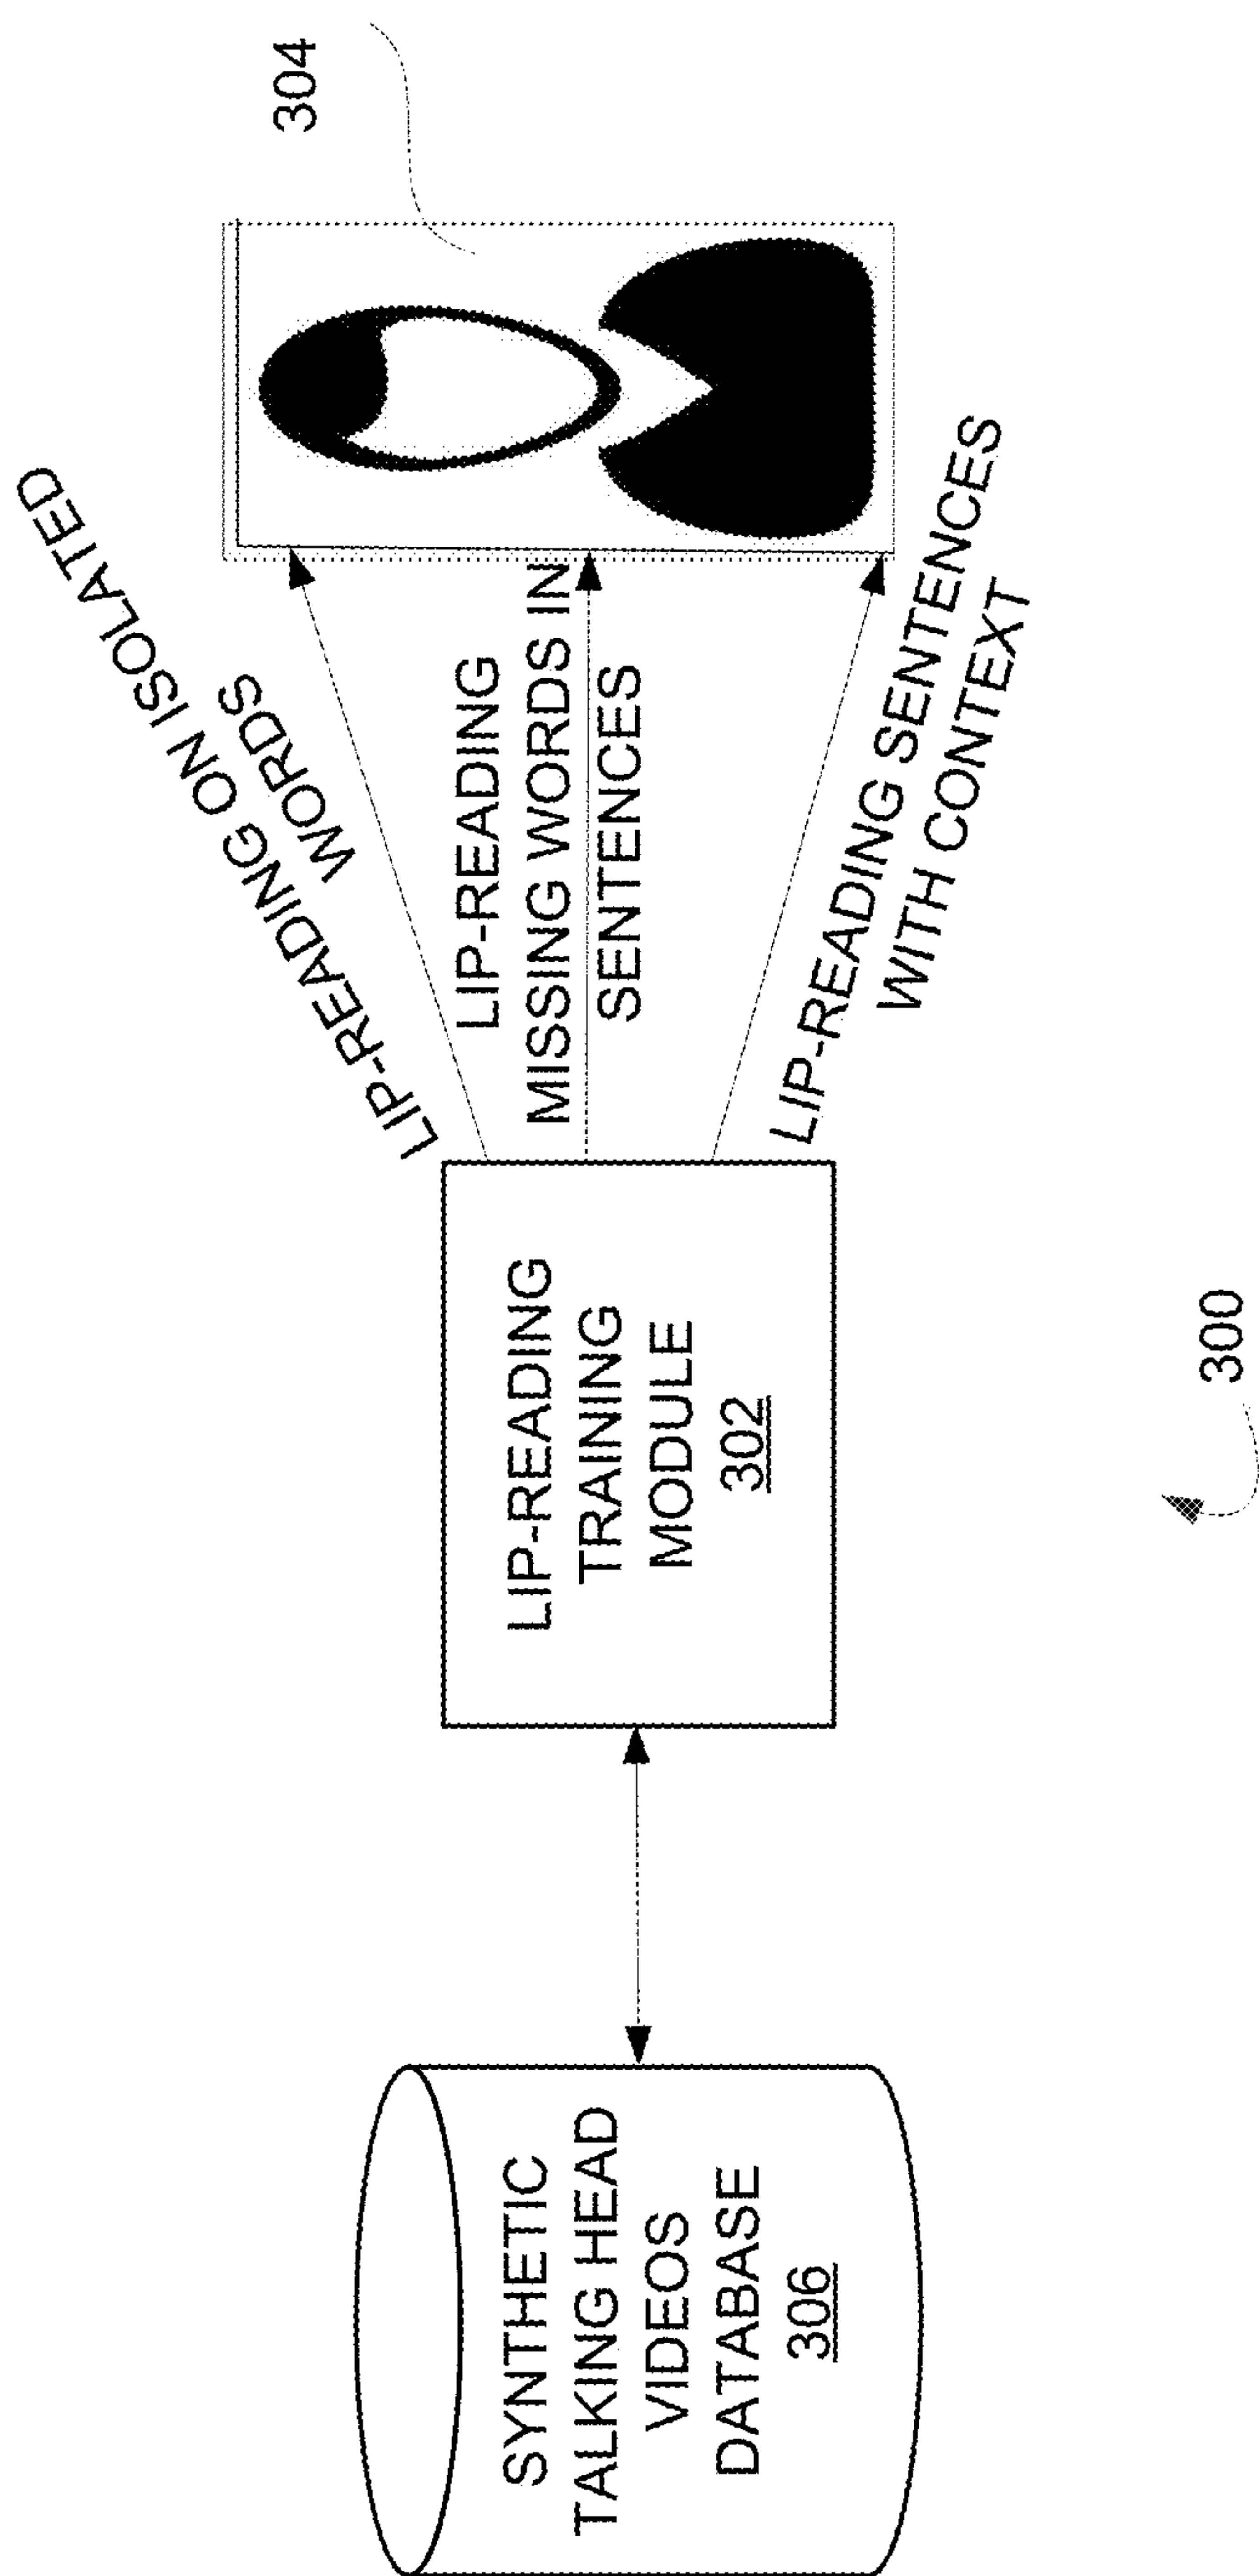 SYNTHETIC
TALKING HEAD
VIDEOS
DATABASE
306
LIP-READING
TRAINING
MODULE
302
LIP-READING ON ISOLATED
WORDS
LIP-READING
MISSING WORDS IN
SENTENCES
LIP-READING SENTENCES
WITH CONTEXT
304
300